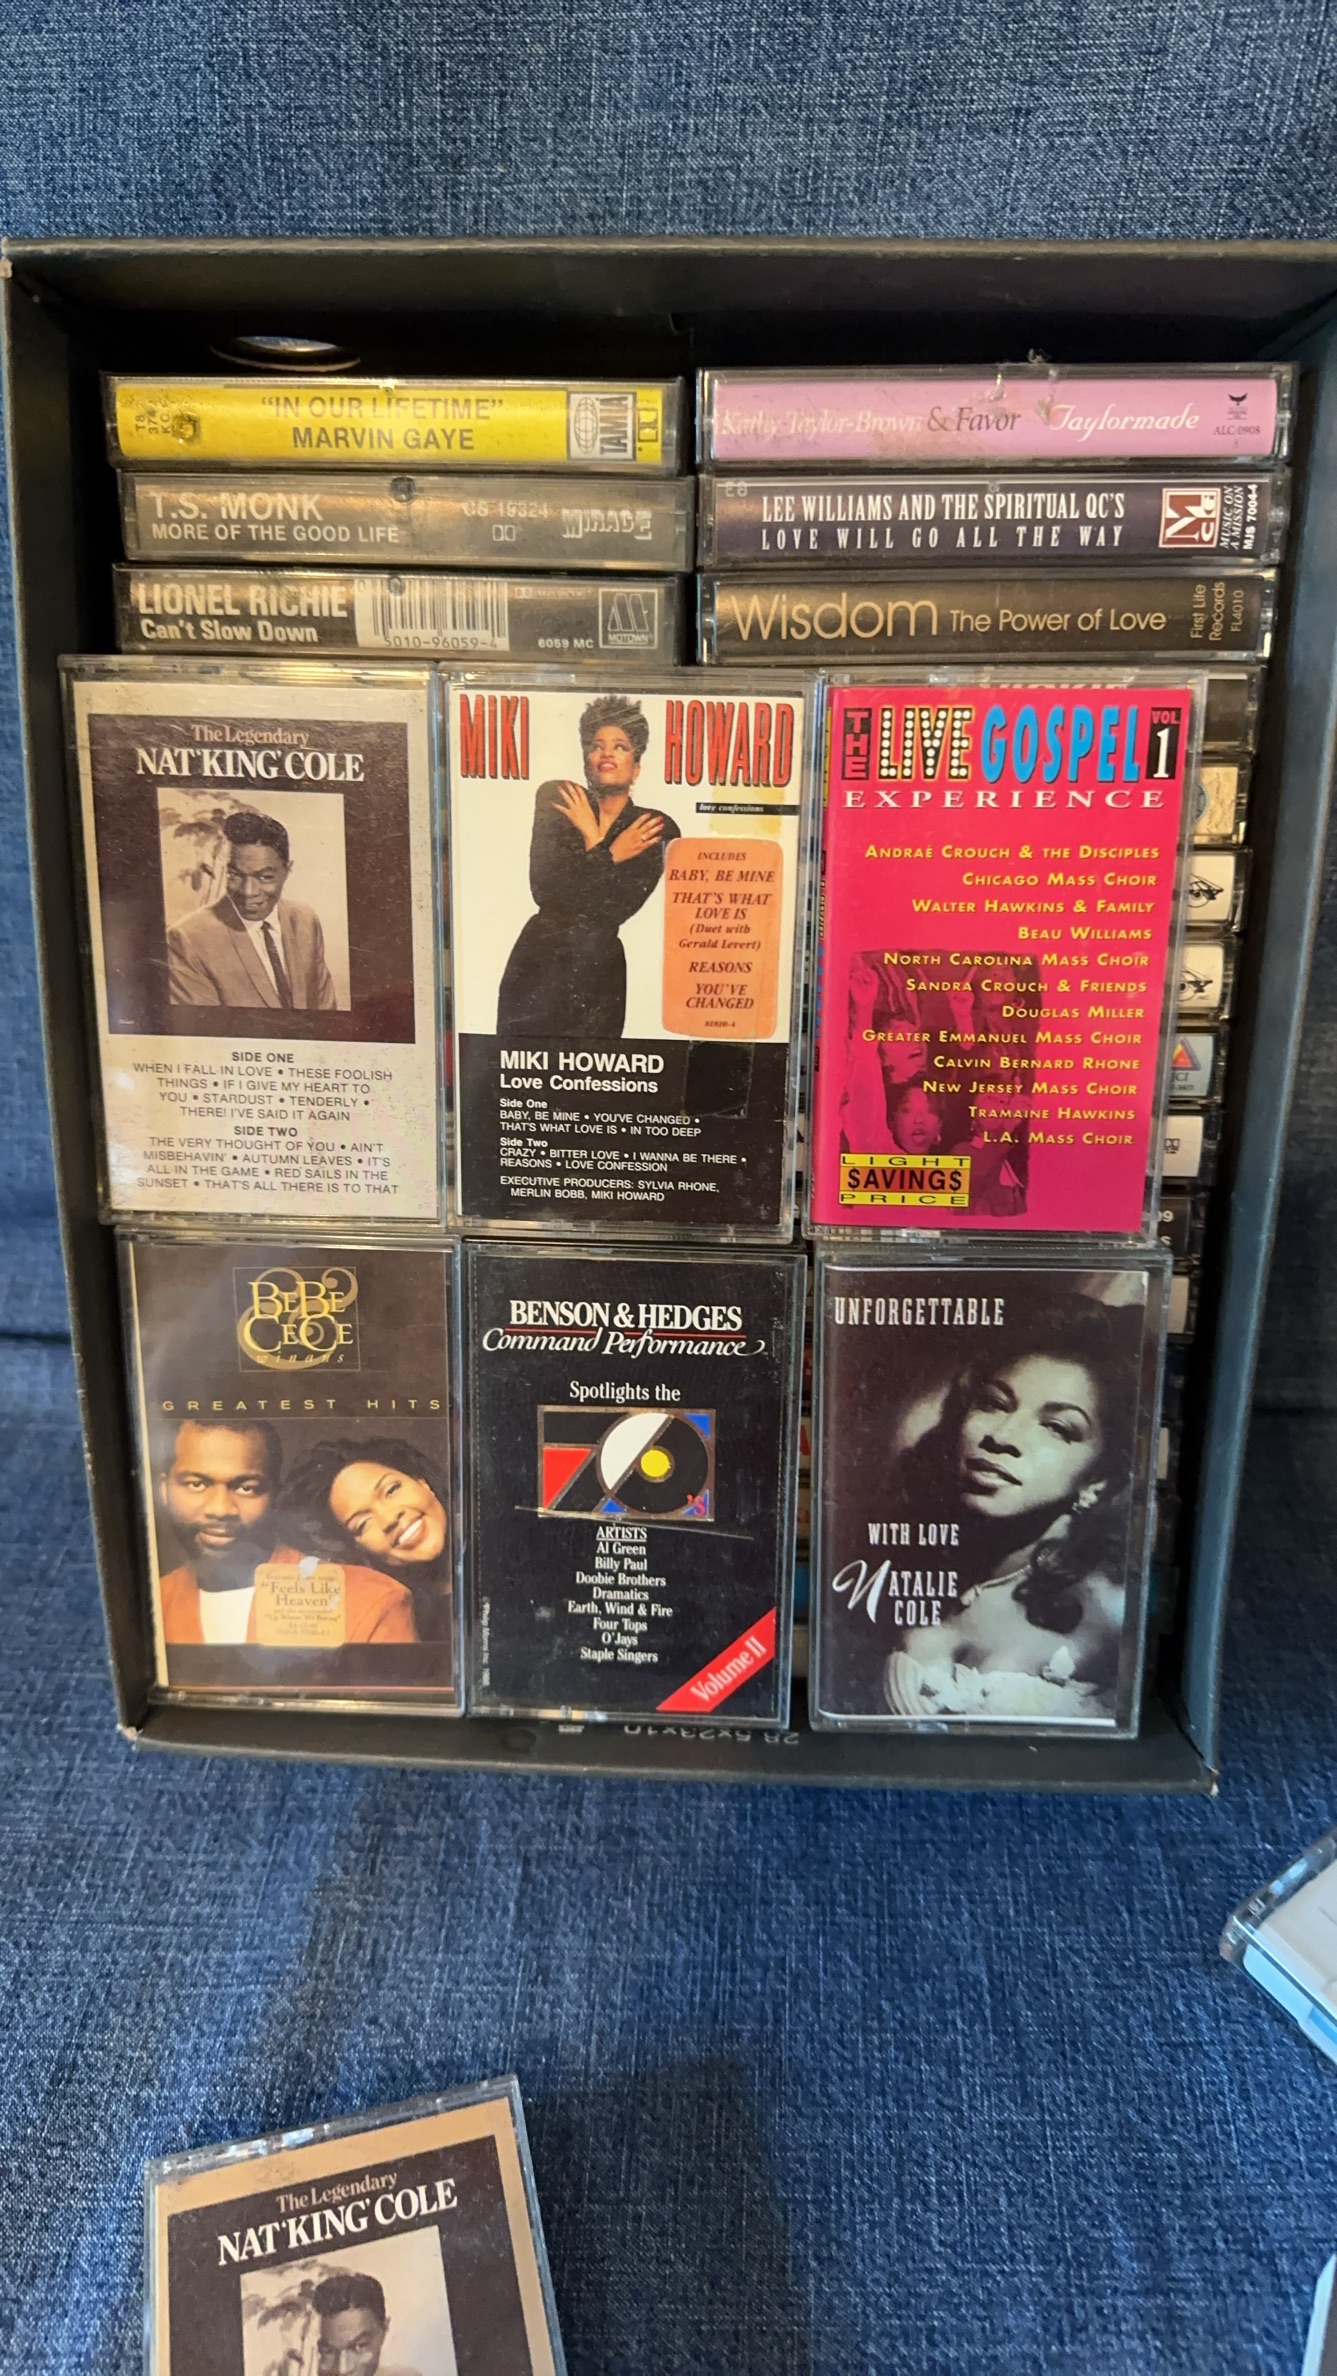 "IN OUR LIFETIME"
MARVIN GAYE
TAMLA
T.S. MONK
CS 19324
MIRAGE
MORE OF THE GOOD LIFE
LIONEL RICHIE
Can't Slow Down
5010-96059-4
6059 MC
MOTOWN
Kathy Taylor-Brown & Favor Taylormade
ALC 0908
LEE WILLIAMS AND THE SPIRITUAL QC'S
LOVE WILL GO ALL THE WAY
MUSIC ON
A MISSION
MJS 7004-4
Wisdom The Power of Love
First Lite
Records
FL4010
The Legendary
NAT 'KING' COLE
SIDE ONE
WHEN I FALL IN LOVE • THESE FOOLISH
THINGS • IF I GIVE MY HEART TO
YOU • STARDUST • TENDERLY •
THERE! I'VE SAID IT AGAIN
SIDE TWO
THE VERY THOUGHT OF YOU • AIN'T
MISBEHAVIN' • AUTUMN LEAVES • IT'S
ALL IN THE GAME • RED SAILS IN THE
SUNSET • THAT'S ALL THERE IS TO THAT
MIKI HOWARD
love confessions
INCLUDES
BABY, BE MINE
THAT'S WHAT
LOVE IS
(Duet with
Gerald Levert)
REASONS
YOU'VE
CHANGED
81810-4
MIKI HOWARD
Love Confessions
Side One
BABY, BE MINE • YOU'VE CHANGED •
THAT'S WHAT LOVE IS • IN TOO DEEP
Side Two
CRAZY • BITTER LOVE • I WANNA BE THERE •
REASONS • LOVE CONFESSION
EXECUTIVE PRODUCERS: SYLVIA RHONE,
MERLIN BOBB, MIKI HOWARD
THE LIVE GOSPEL VOL 1
EXPERIENCE
ANDRAÉ CROUCH & THE DISCIPLES
CHICAGO MASS CHOIR
WALTER HAWKINS & FAMILY
BEAU WILLIAMS
NORTH CAROLINA MASS CHOIR
SANDRA CROUCH & FRIENDS
DOUGLAS MILLER
GREATER EMMANUEL MASS CHOIR
CALVIN BERNARD RHONE
NEW JERSEY MASS CHOIR
TRAMAINE HAWKINS
L.A. MASS CHOIR
LIGHT
$AVING$
PRICE
BEBE &
CECE
winans
GREATEST HITS
"Feels Like
Heaven"
BENSON & HEDGES
Command Performance
Spotlights the
70's
ARTISTS
Al Green
Billy Paul
Doobie Brothers
Dramatics
Earth, Wind & Fire
Four Tops
O'Jays
Staple Singers
Volume II
UNFORGETTABLE
WITH LOVE
NATALIE
COLE
28.5x23x10
The Legendary
NAT 'KING' COLE